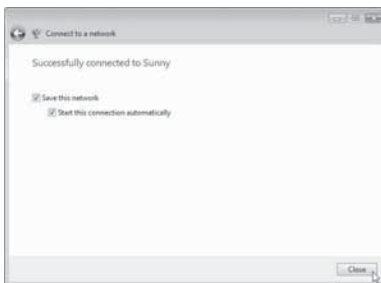 Connect to a network
Successfully connected to Sunny
Save this network
Start this connection automatically
Close